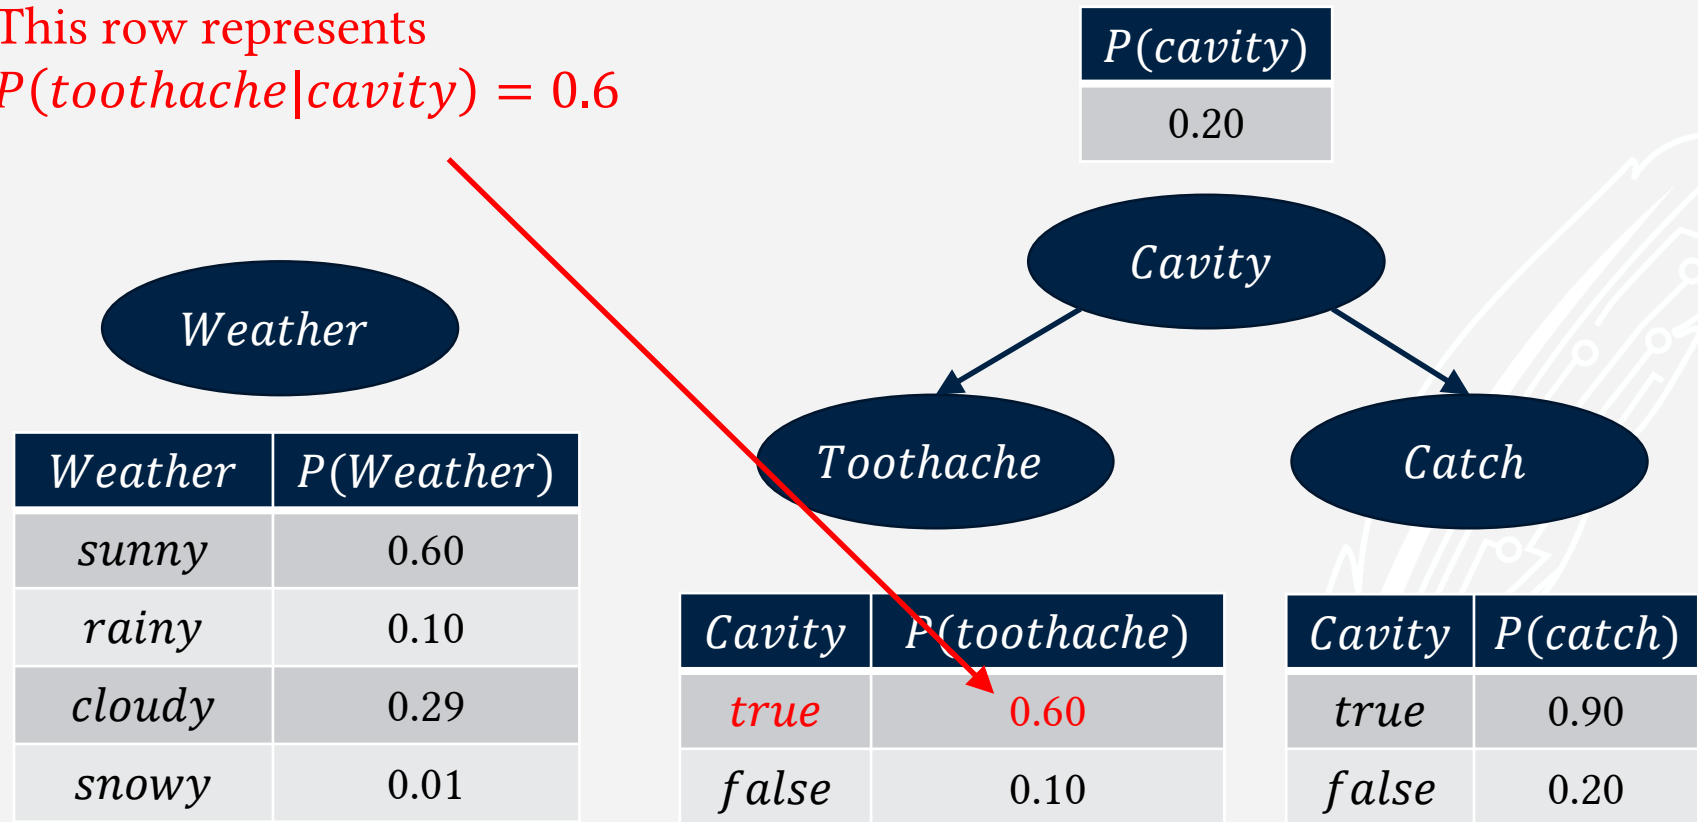 This row represents
P(toothache|cavity) = 0.6
P(cavity)
0.20
Cavity
Weather
Toothache
Catch
Weather P(Weather)
sunny 0.60
rainy 0.10
cloudy 0.29
snowy 0.01
Cavity P(toothache)
true 0.60
false 0.10
Cavity P(catch)
true 0.90
false 0.20